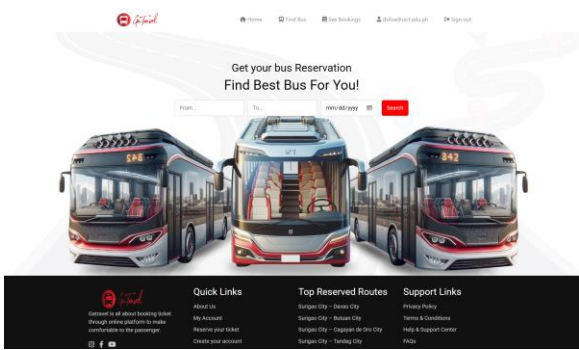 GaTravel
Home
Find Bus
See Bookings
Sign out
Get your bus Reservation
Find Best Bus For You!
From...
To...
mm/dd/yyyy
Search
842
Quick Links
About Us
My Account
Reserve your ticket
Create your account
Top Reserved Routes
Surigao City – Davao City
Surigao City – Butuan City
Surigao City – Cagayan de Oro City
Surigao City – Tandag City
Support Links
Privacy Policy
Terms & Conditions
Help & Support Center
FAQs
Gatravel is all about booking ticket
through online platform to make
comfortable to the passenger.